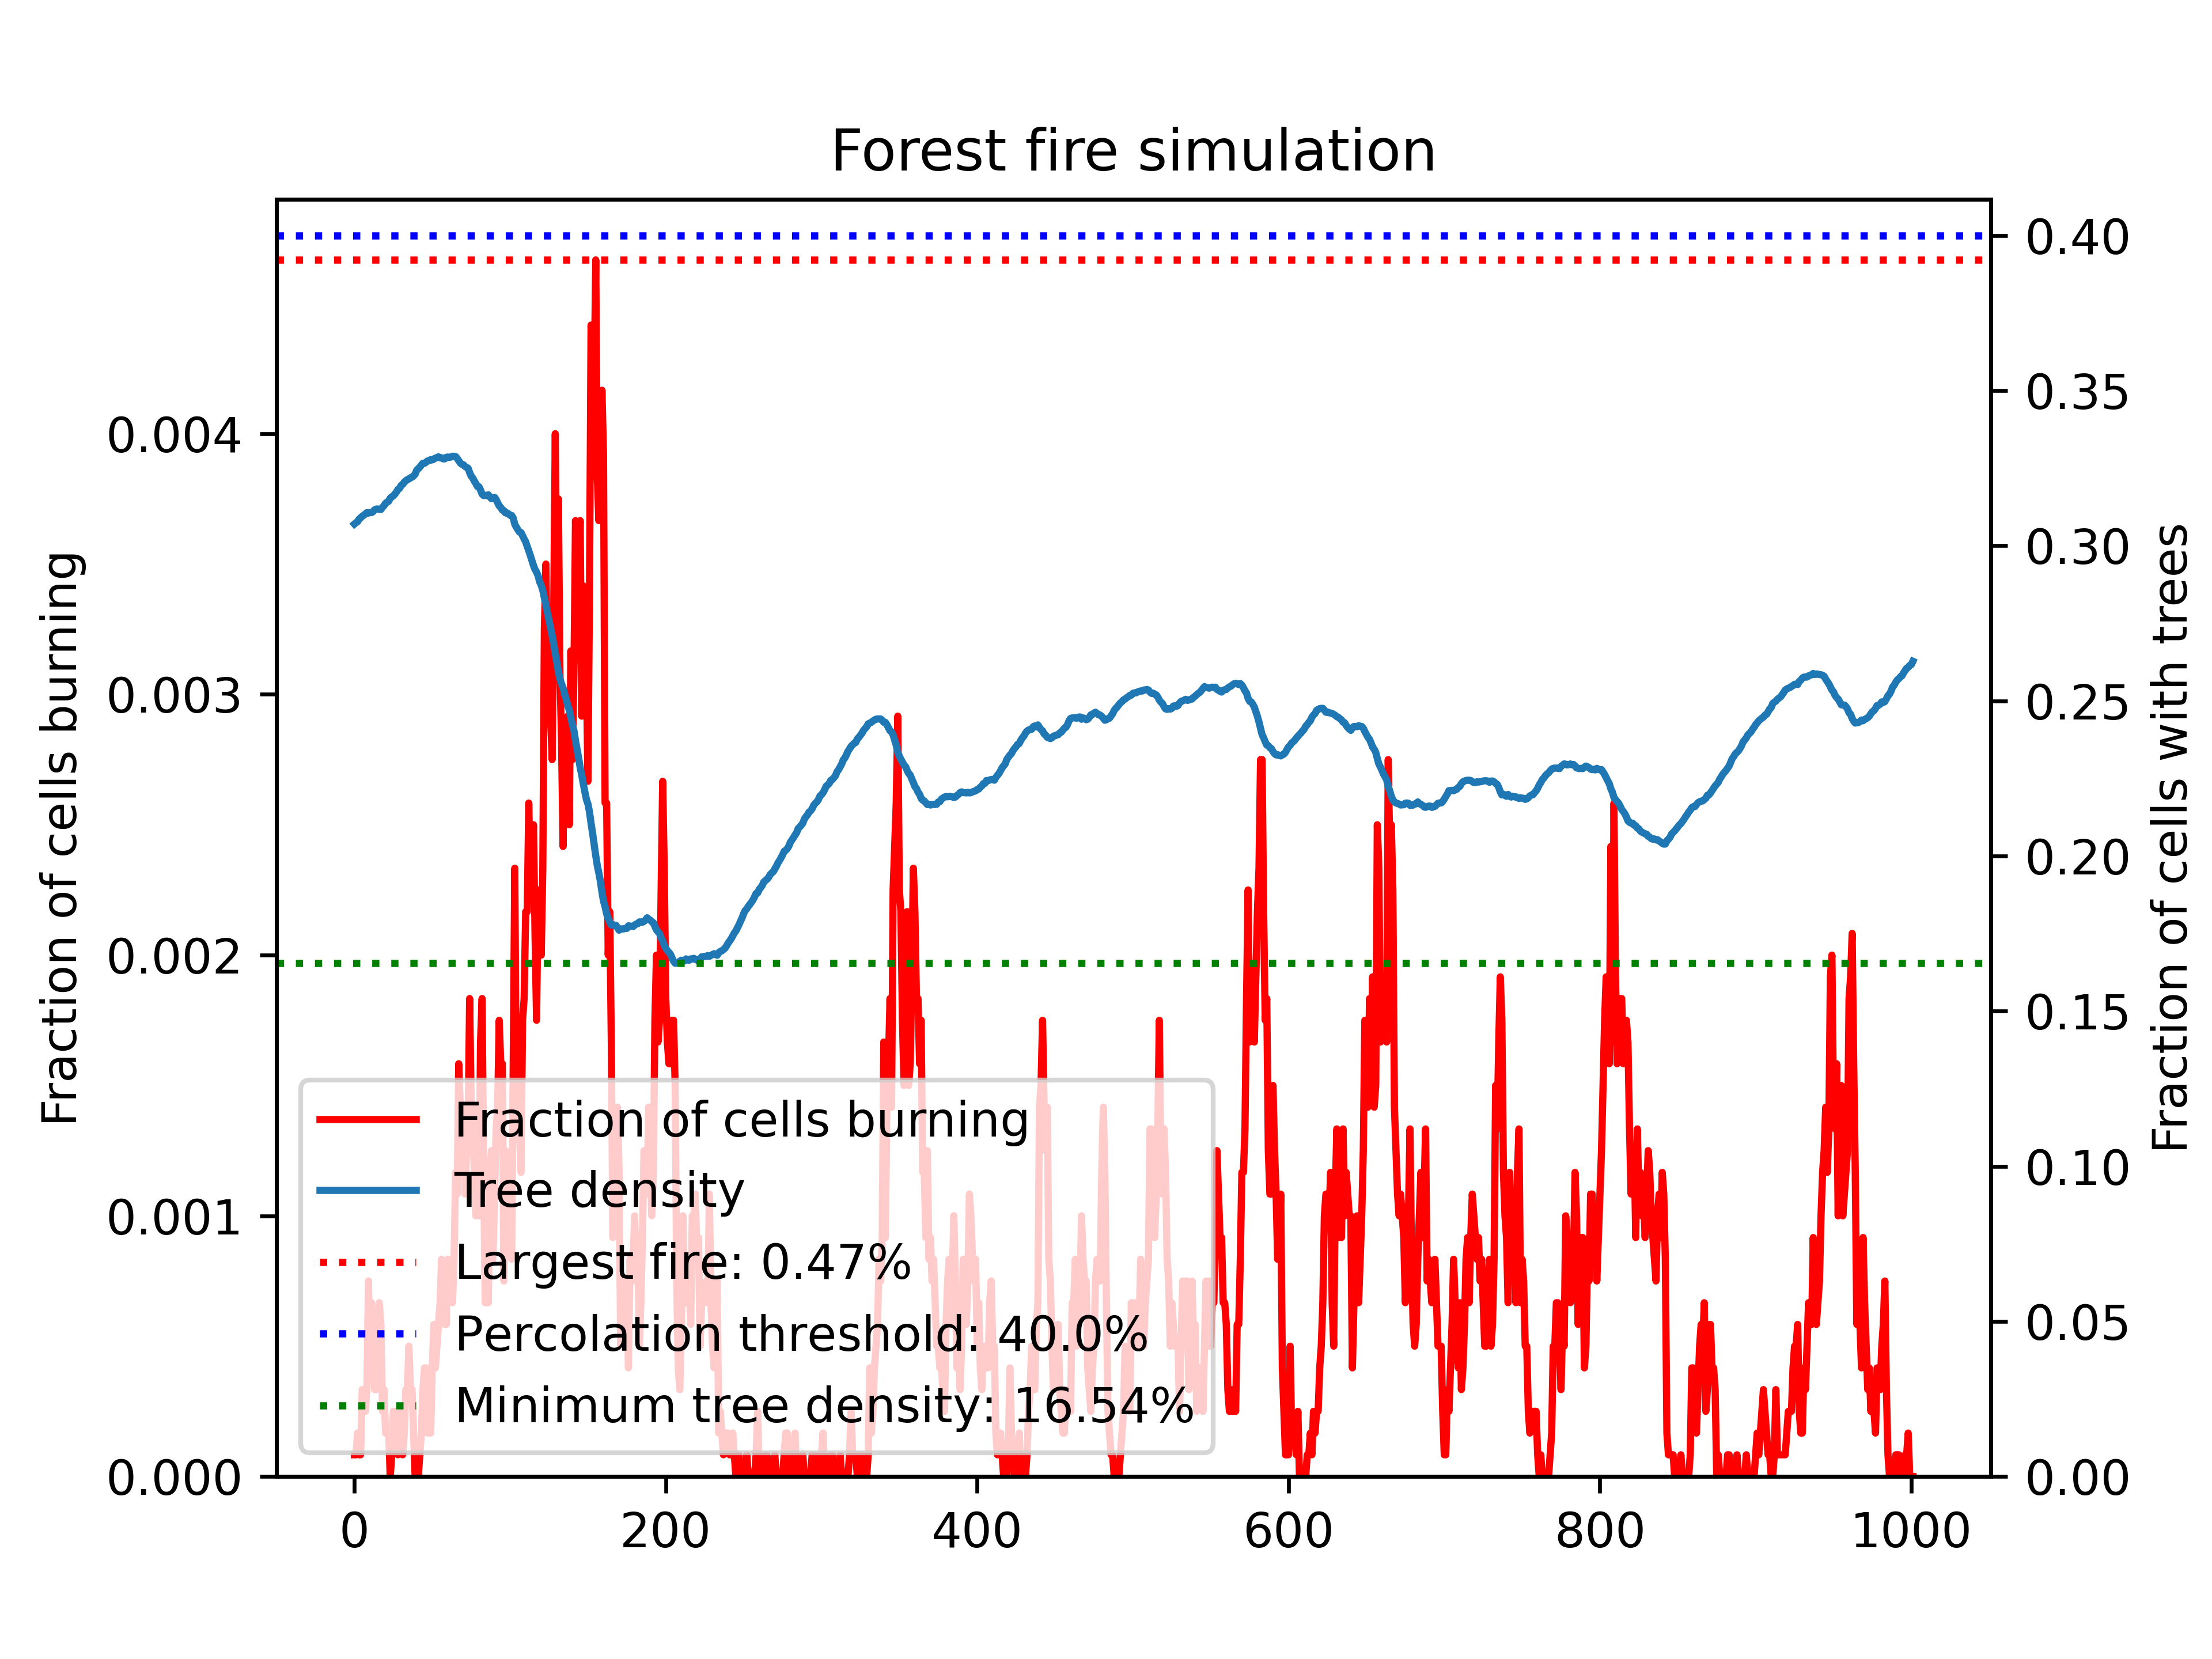 Forest fire simulation
Fraction of cells burning
0.004
0.003
0.002
0.001
0.000
0.40
0.35
0.30
0.25
0.20
0.15
0.10
0.05
0.00
Fraction of cells with trees
Fraction of cells burning
Tree density
Largest fire: 0.47%
Percolation threshold: 40.0%
Minimum tree density: 16.54%
0 200 400 600 800 1000